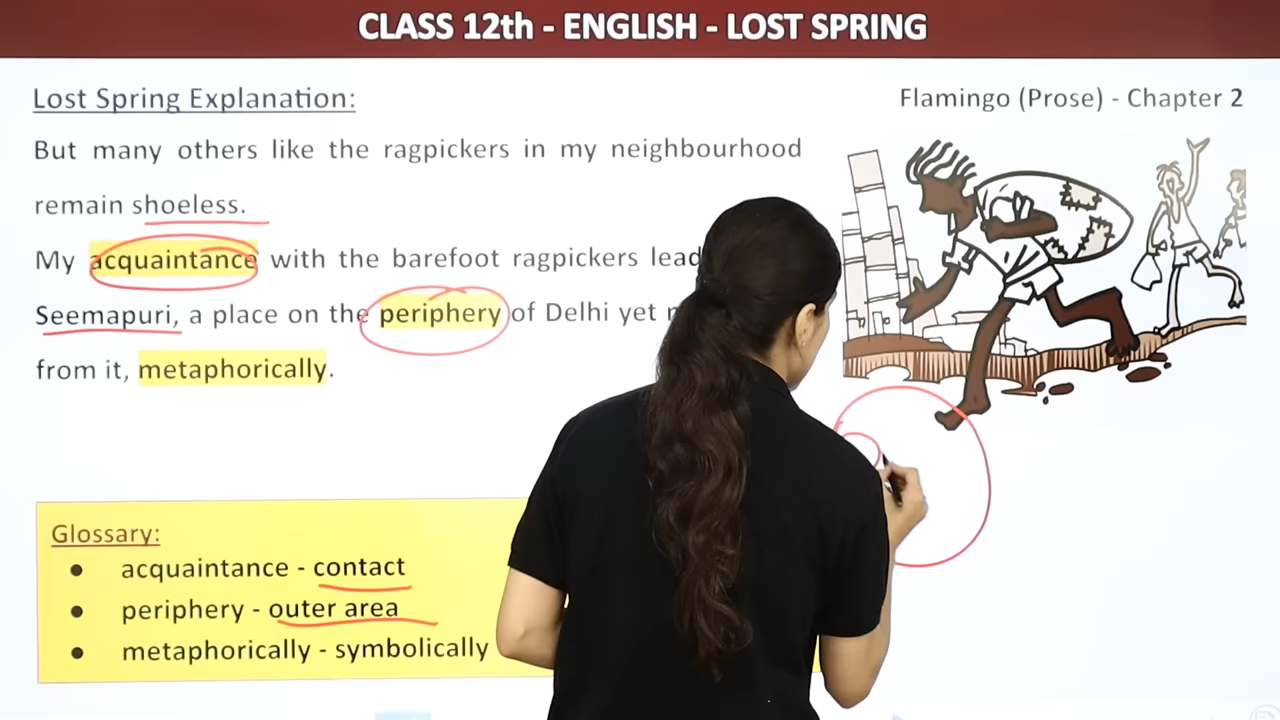 CLASS 12th - ENGLISH - LOST SPRING
Lost Spring Explanation:
Flamingo (Prose) - Chapter 2
But many others like the ragpickers in my neighbourhood
remain shoeless.
My acquaintance with the barefoot ragpickers
Seemapuri, a place on the periphery of Delhi yet
from it, metaphorically.
Glossary:
● acquaintance - contact
● periphery - outer area
● metaphorically - symbolically